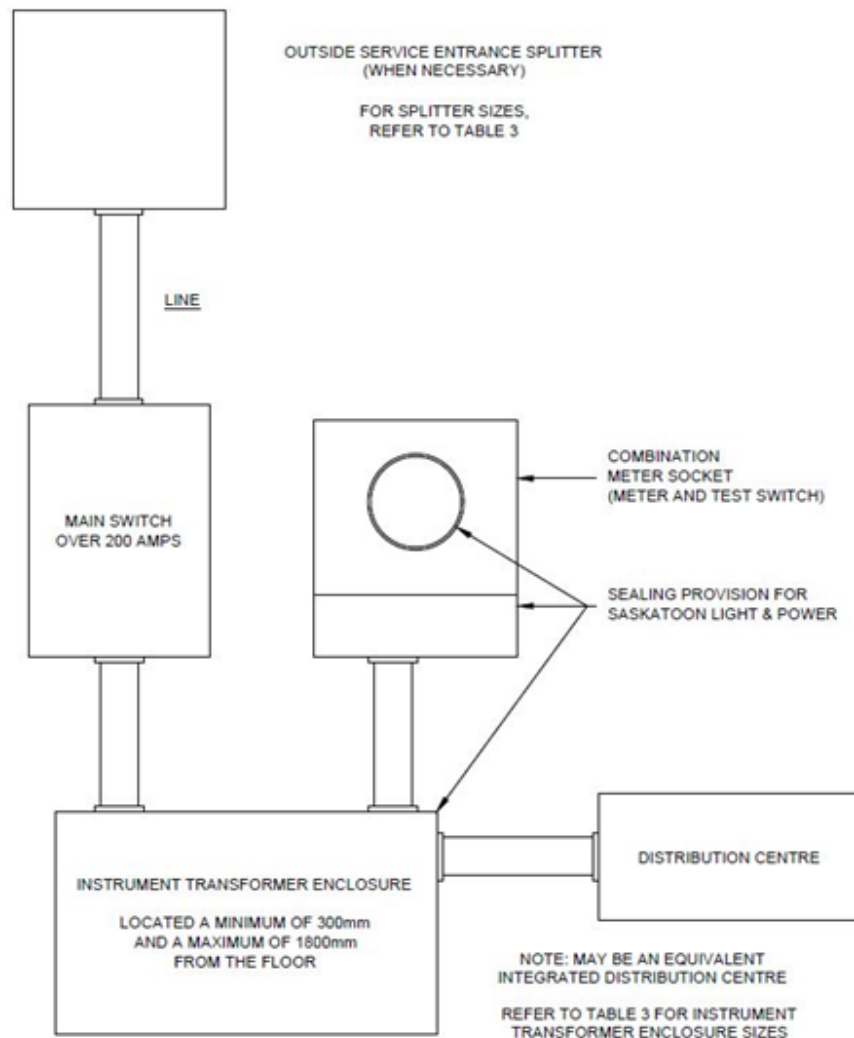 OUTSIDE SERVICE ENTRANCE SPLITTER
(WHEN NECESSARY)
FOR SPLITTER SIZES,
REFER TO TABLE 3
LINE
MAIN SWITCH
OVER 200 AMPS
COMBINATION
METER SOCKET
(METER AND TEST SWITCH)
SEALING PROVISION FOR
SASKATOON LIGHT & POWER
INSTRUMENT TRANSFORMER ENCLOSURE
LOCATED A MINIMUM OF 300mm
AND A MAXIMUM OF 1800mm
FROM THE FLOOR
DISTRIBUTION CENTRE
NOTE: MAY BE AN EQUIVALENT
INTEGRATED DISTRIBUTION CENTRE
REFER TO TABLE 3 FOR INSTRUMENT
TRANSFORMER ENCLOSURE SIZES